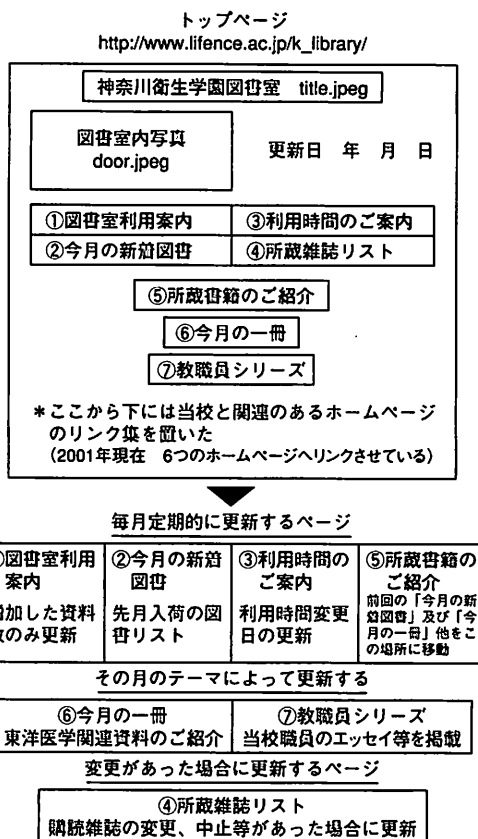 トップページ
http://www.lifence.ac.jp/k_library/
神奈川衛生学園図書室 title.jpeg
図書室内写真
door.jpeg
更新日 年 月 日
①図書室利用案内
③利用時間のご案内
②今月の新着図書
④所蔵雑誌リスト
⑤所蔵書籍のご紹介
⑥今月の一冊
⑦教職員シリーズ
*ここから下には当校と関連のあるホームページ
のリンク集を置いた
(2001年現在 6つのホームページへリンクさせている)
毎月定期的に更新するページ
①図書室利用
案内
増加した資料
数のみ更新
②今月の新着
図書
先月入荷の図
書リスト
③利用時間の
ご案内
利用時間変更
日の更新
⑤所蔵書籍の
ご紹介
前回の「今月の新
着図書」及び「今
月の一冊」他をこ
の場所に移動
その月のテーマによって更新する
⑥今月の一冊
東洋医学関連資料のご紹介
⑦教職員シリーズ
当校職員のエッセイ等を掲載
変更があった場合に更新するページ
④所蔵雑誌リスト
購読雑誌の変更、中止等があった場合に更新